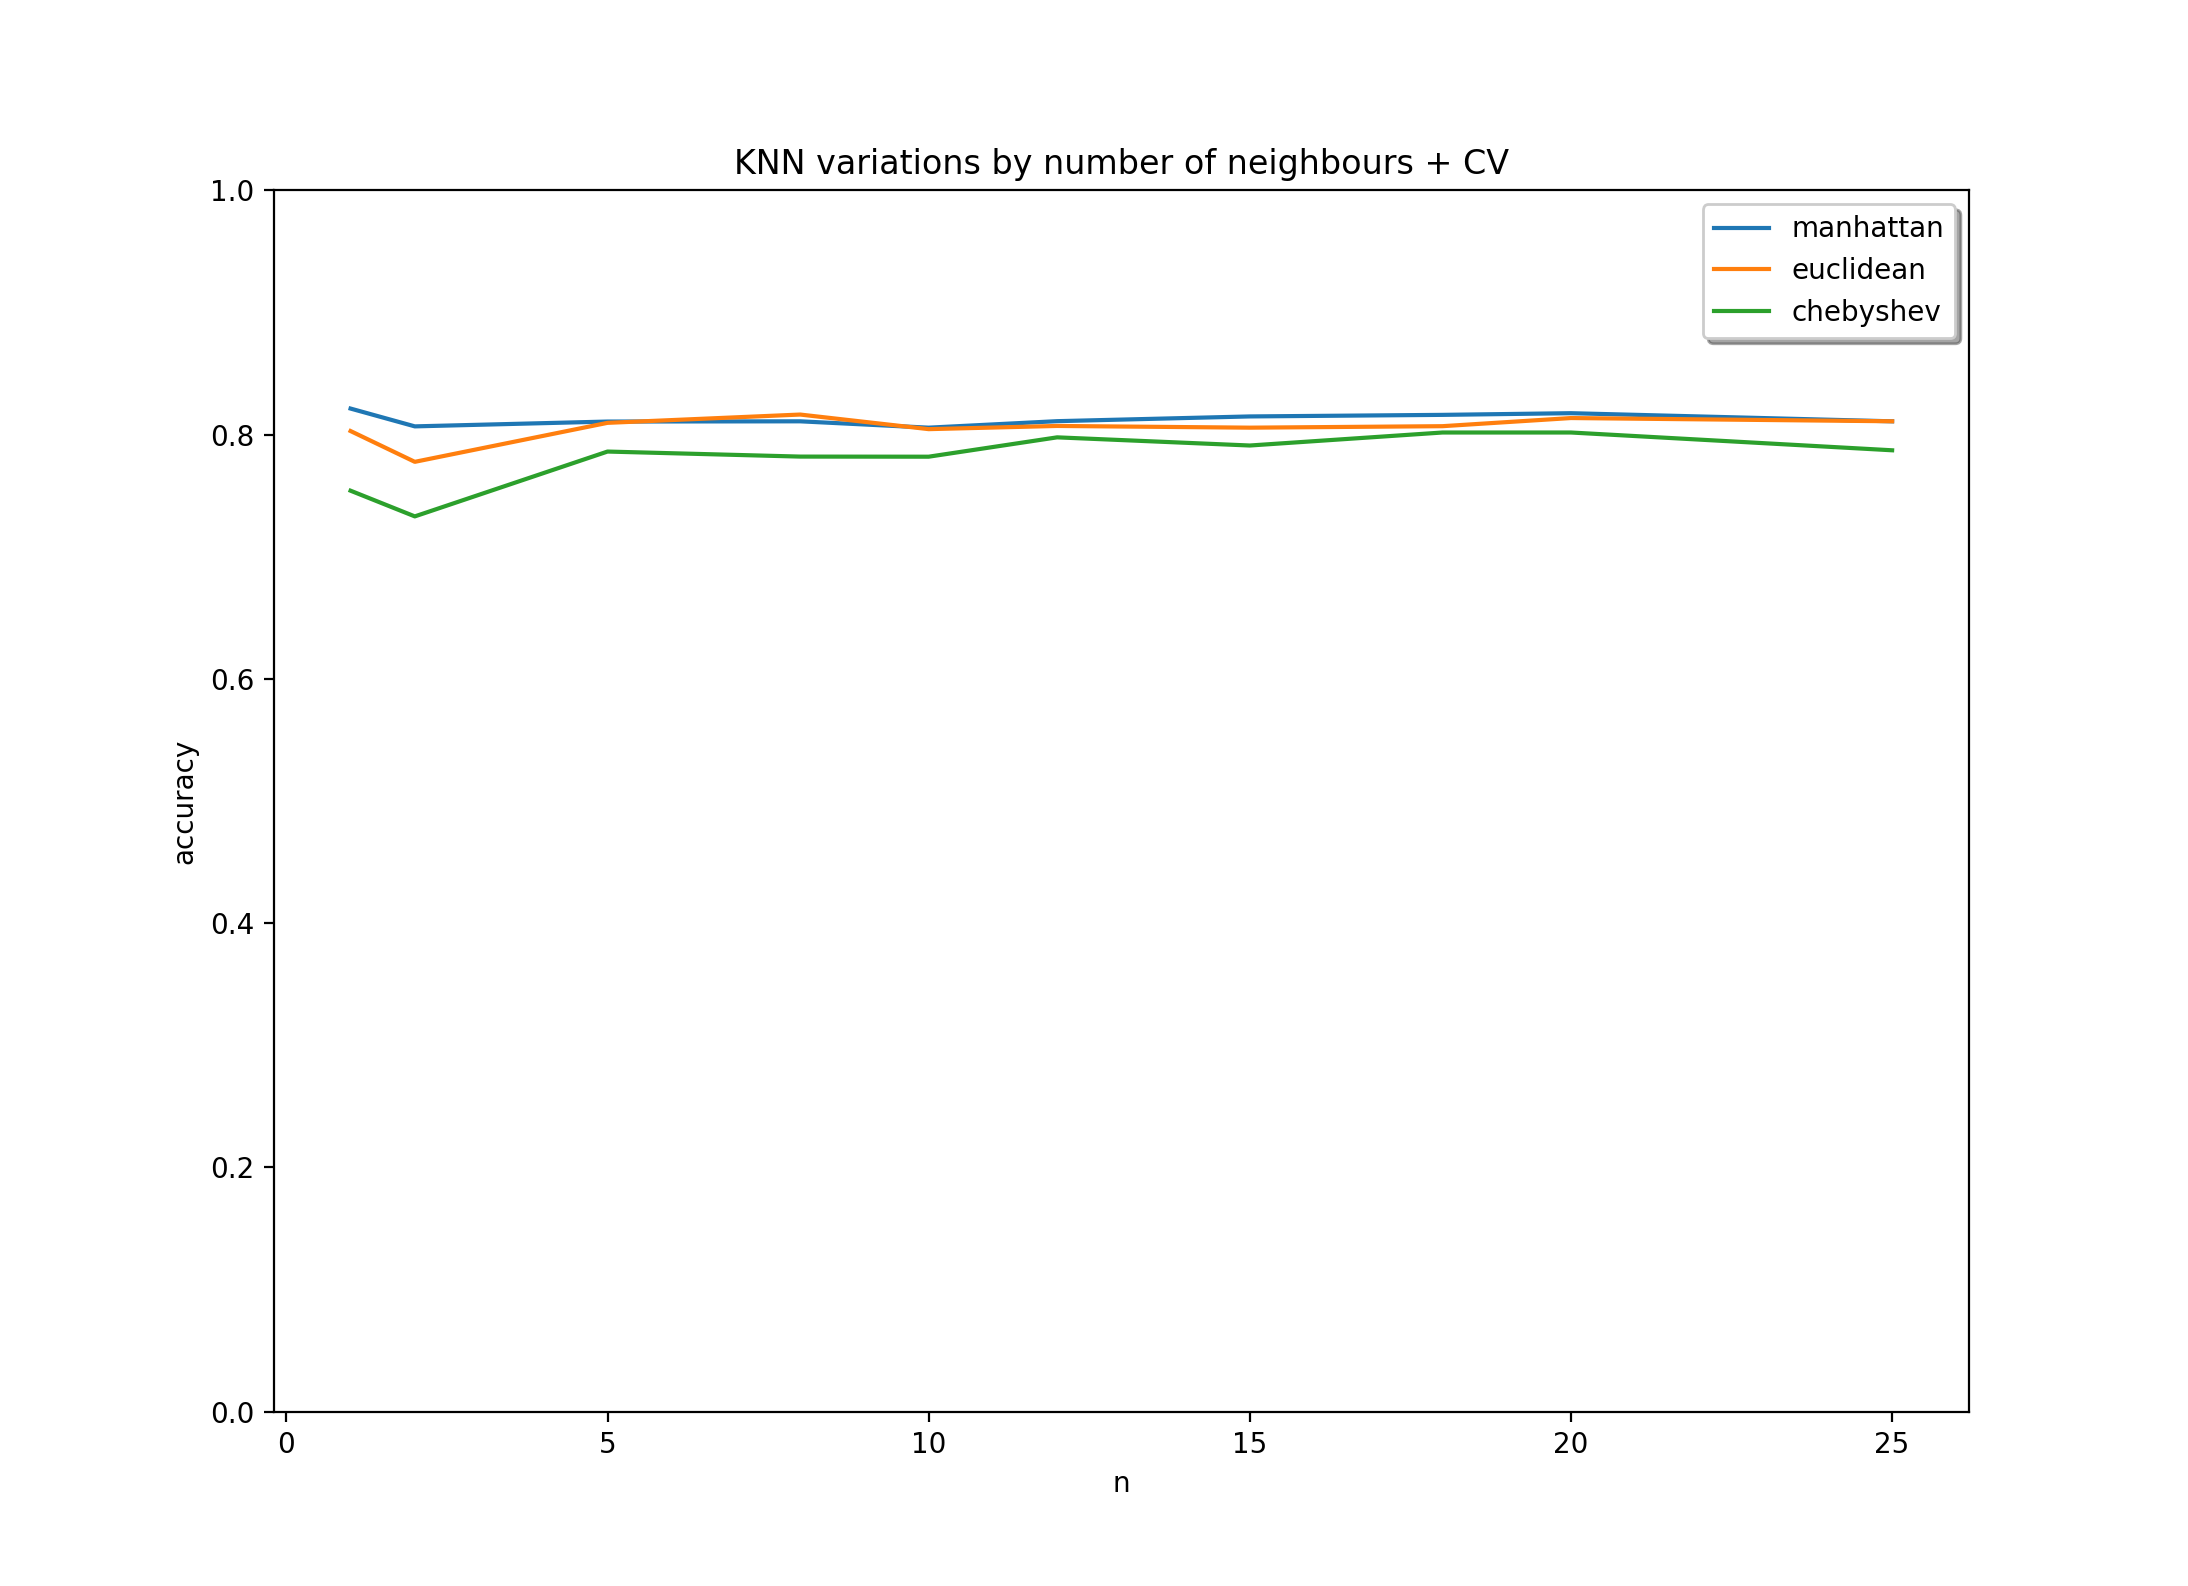 KNN variations by number of neighbours + CV
manhattan
euclidean
chebyshev
1.0
0.8
0.6
0.4
0.2
0.0
accuracy
0 5 10 15 20 25
n